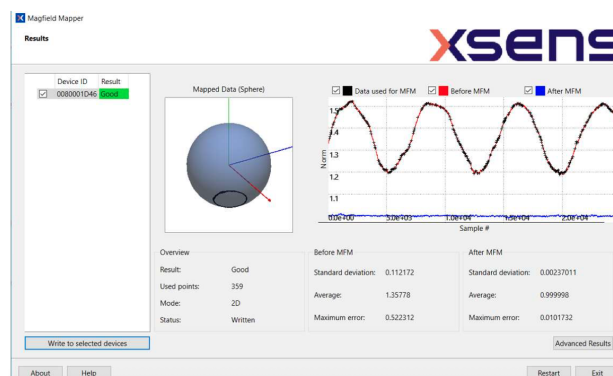 Magfield Mapper
Results
xsens
Device ID Result
0080001D46 Good
Mapped Data (Sphere)
Data used for MFM Before MFM After MFM
1.5
1.4
1.3
1.2
1.1
Norm
0.0e+00 5.0e+03 1.0e+04 1.5e+04 2.0e+04
Sample #
Overview
Result: Good
Used points: 359
Mode: 2D
Status: Written
Before MFM
Standard deviation: 0.112172
Average: 1.35778
Maximum error: 0.522312
After MFM
Standard deviation: 0.00237011
Average: 0.999998
Maximum error: 0.0101732
Write to selected devices
Advanced Results
About Help Restart Exit